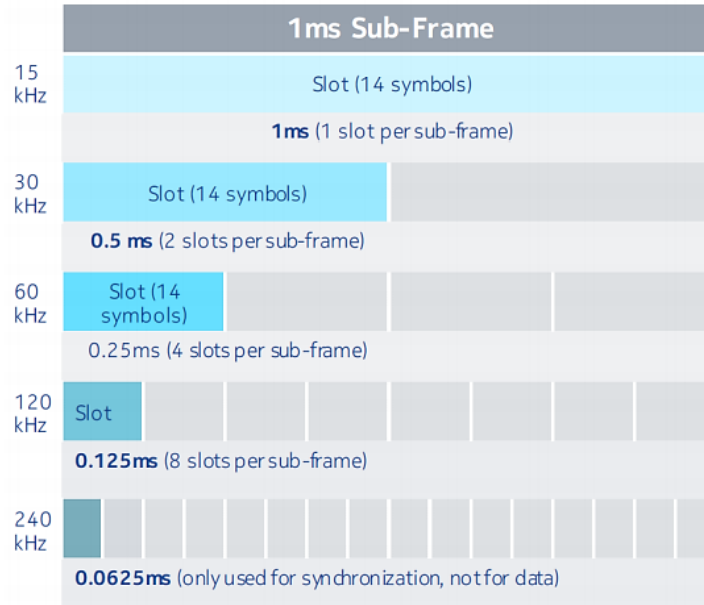 1ms Sub-Frame
15
kHz
Slot (14 symbols)
1ms (1 slot per sub-frame)
30
kHz
Slot (14 symbols)
0.5 ms (2 slots per sub-frame)
60
kHz
Slot (14
symbols)
0.25ms (4 slots per sub-frame)
120
kHz
Slot
0.125ms (8 slots per sub-frame)
240
kHz
0.0625ms (only used for synchronization, not for data)